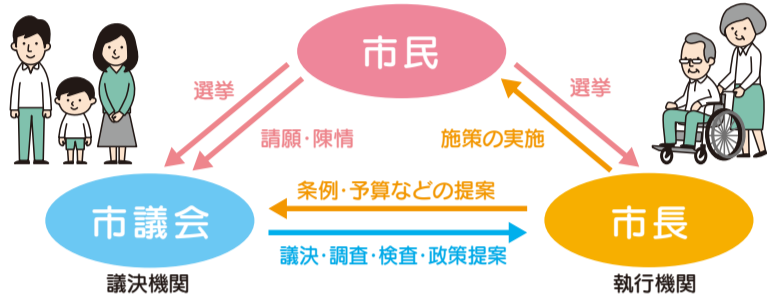 市民
選挙
選挙
請願・陳情
施策の実施
条例・予算などの提案
市議会
市長
議決・調査・検査・政策提案
議決機関
執行機関